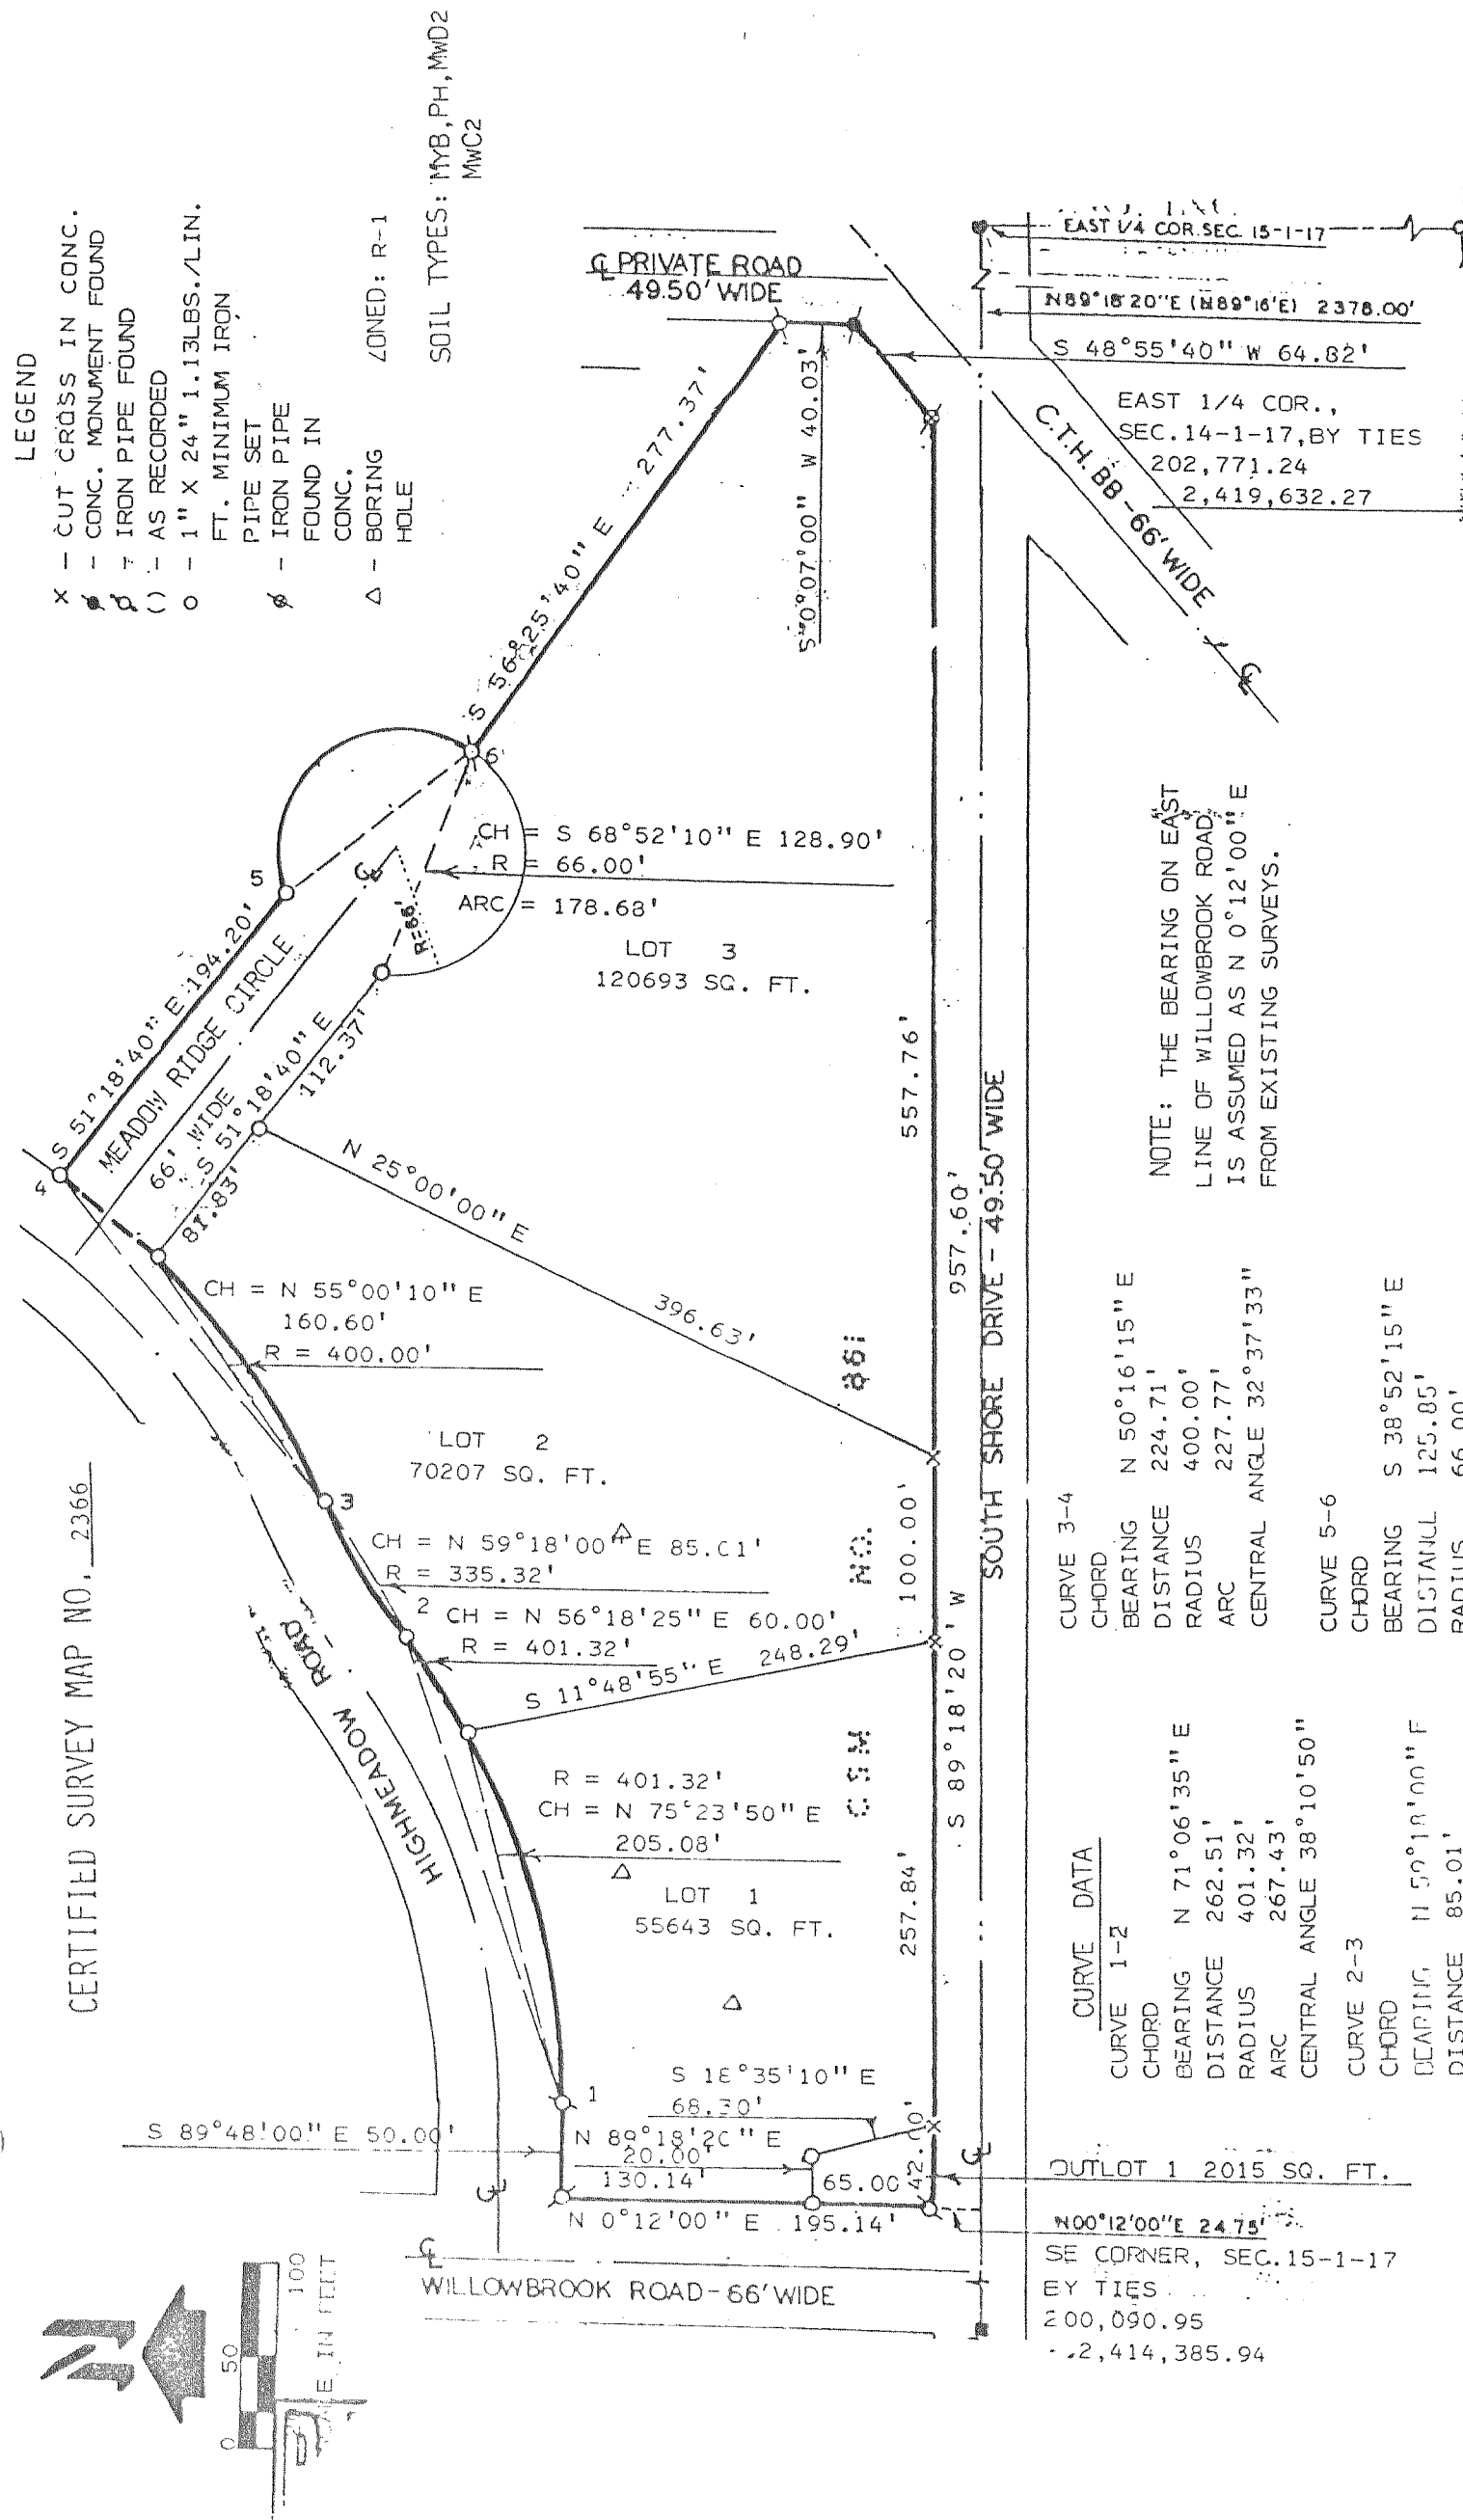 CERTIFIED SURVEY MAP NO. 2366
LEGEND
X - CUT CROSS IN CONC.
- CONC. MONUMENT FOUND
- IRON PIPE FOUND
() - AS RECORDED
O - 1" X 24" 1.13LBS./LIN.
FT. MINIMUM IRON
PIPE SET
- IRON PIPE
FOUND IN
CONC.
△ - BORING
HOLE
ZONED: R-1
SOIL TYPES: MYB,PH,MWD2
MWC2
N
0 50 100
IN FEET
WILLOWBROOK ROAD-66' WIDE
HIGHMEADOW ROAD
MEADOW RIDGE CIRCLE
66' WIDE
℄ PRIVATE ROAD
49.50' WIDE
C.T.H. BB-66' WIDE
SOUTH SHORE DRIVE - 49.50' WIDE
S 89°48'00" E 50.00'
1
N 0°12'00" E 195.14'
130.14'
65.00
N 89°18'20" E
20.00'
S 18°35'10" E
68.30'
42.00'
OUTLOT 1 2015 SQ. FT.
N00°12'00"E 24.75'
SE CORNER, SEC.15-1-17
BY TIES
200,090.95
2,414,385.94
LOT 1
55643 SQ. FT.
R = 401.32'
CH = N 75°23'50" E
205.08'
257.84'
S 89°18'20" W
957.60'
S 11°48'55" E 248.29'
2
CH = N 56°18'25" E 60.00'
R = 401.32'
CH = N 59°18'00" E 85.01'
R = 335.32'
3
LOT 2
70207 SQ. FT.
100.00'
CH = N 55°00'10" E
160.60'
R = 400.00'
C S M NO. 861
N 25°00'00" E
396.63'
81.83'
S 51°18'40" E
112.37'
4
S 51°18'40" E 194.20'
5
R=66'
CH = S 68°52'10" E 128.90'
R = 66.00'
ARC = 178.68'
6
LOT 3
120693 SQ. FT.
557.76'
S 56°25'40" E 277.37'
S 0°07'00" W 40.03'
S 48°55'40" W 64.82'
EAST 1/4 COR.SEC. 15-1-17
N89°18'20"E (N89°16'E) 2378.00'
EAST 1/4 COR.,
SEC.14-1-17,BY TIES
202,771.24
2,419,632.27
NOTE: THE BEARING ON EAST
LINE OF WILLOWBROOK ROAD
IS ASSUMED AS N 0°12'00" E
FROM EXISTING SURVEYS.
CURVE DATA
CURVE 1-2
CHORD
BEARING N 71°06'35" E
DISTANCE 262.51'
RADIUS 401.32'
ARC 267.43'
CENTRAL ANGLE 38°10'50"
CURVE 2-3
CHORD
BEARING N 59°18'00" E
DISTANCE 85.01'
CURVE 3-4
CHORD
BEARING N 50°16'15" E
DISTANCE 224.71'
RADIUS 400.00'
ARC 227.77'
CENTRAL ANGLE 32°37'33"
CURVE 5-6
CHORD
BEARING S 38°52'15" E
DISTANCE 125.85'
RADIUS 66.00'